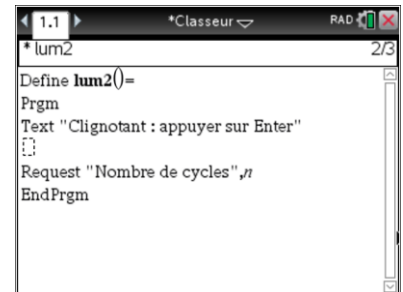 1.1 *Classeur RAD
* lum2 2/3
Define lum2()=
Prgm
Text "Clignotant : appuyer sur Enter"
Request "Nombre de cycles",n
EndPrgm